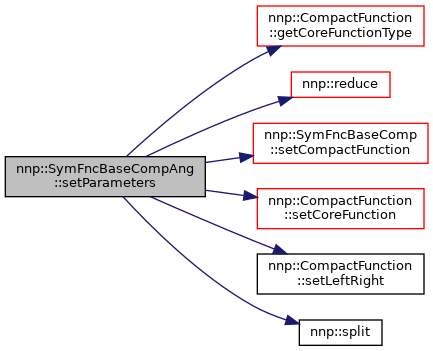 nnp::CompactFunction
::getCoreFunctionType
nnp::reduce
nnp::SymFncBaseComp
::setCompactFunction
nnp::SymFncBaseCompAng
::setParameters
nnp::CompactFunction
::setCoreFunction
nnp::CompactFunction
::setLeftRight
nnp::split